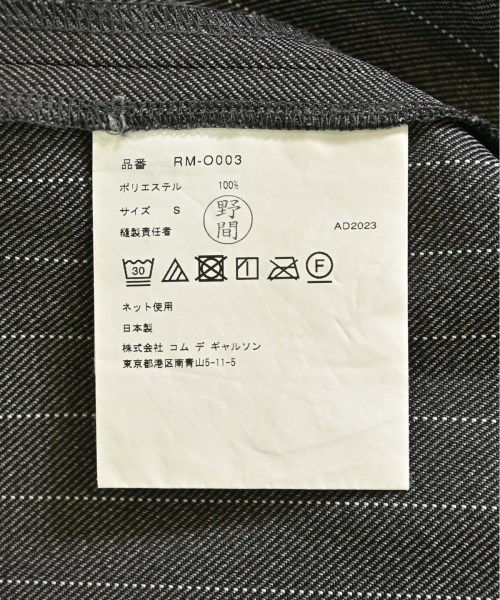 品番 RM-O003
ポリエステル 100%
サイズ S
野間
縫製責任者
AD2023
30
F
ネット使用
日本製
株式会社 コム デ ギャルソン
東京都港区南青山5-11-5